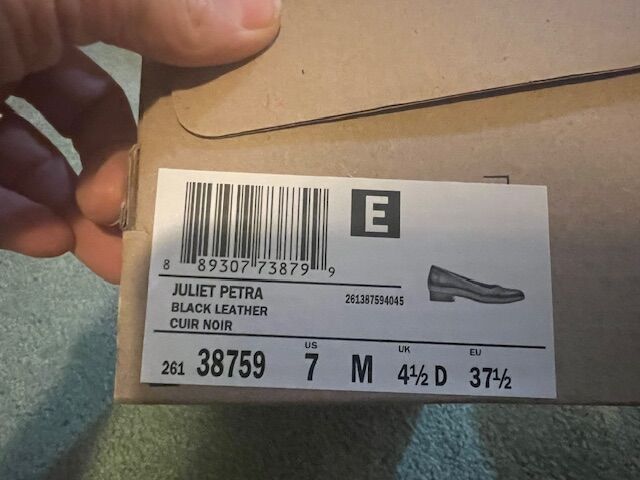 E
8 89307 73879 9
JULIET PETRA
261387594045
BLACK LEATHER
CUIR NOIR
US UK EU
261 38759 7 M 4½ D 37½